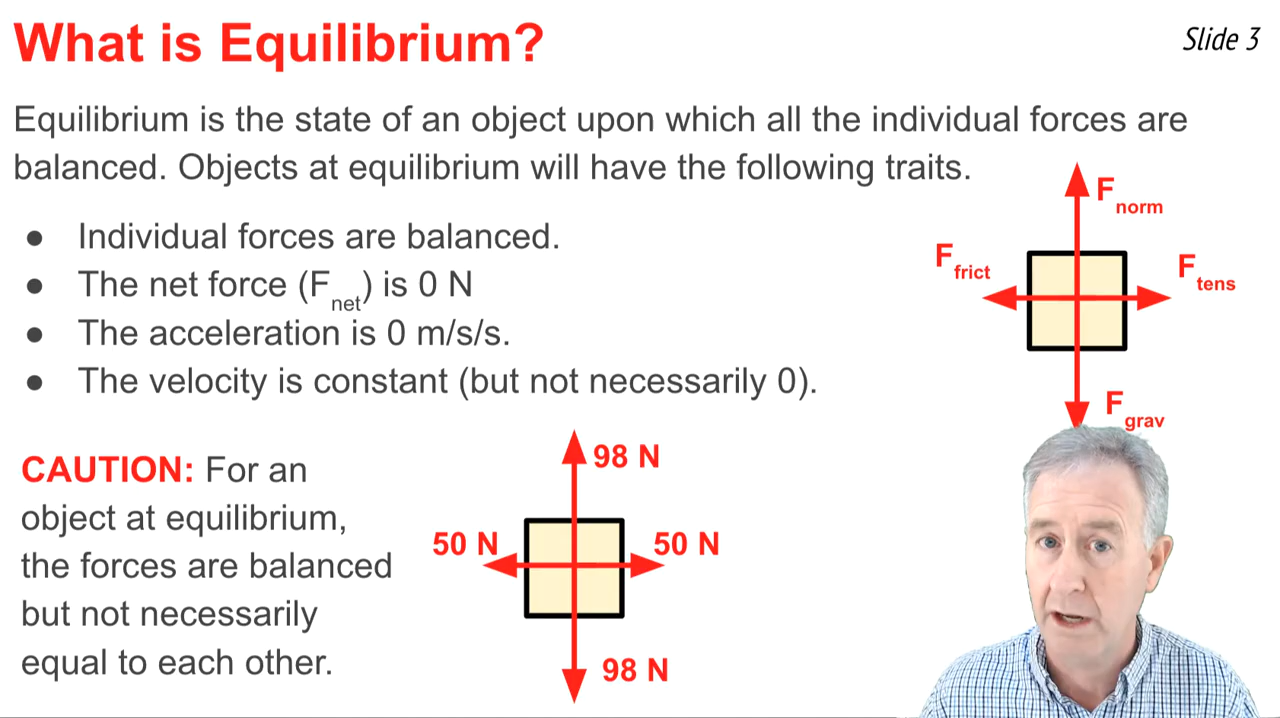 What is Equilibrium?
Slide 3
Equilibrium is the state of an object upon which all the individual forces are
balanced. Objects at equilibrium will have the following traits.
● Individual forces are balanced.
● The net force (Fnet) is 0 N
● The acceleration is 0 m/s/s.
● The velocity is constant (but not necessarily 0).
Fnorm
Ffrict
Ftens
Fgrav
CAUTION: For an
object at equilibrium,
the forces are balanced
but not necessarily
equal to each other.
98 N
50 N
50 N
98 N